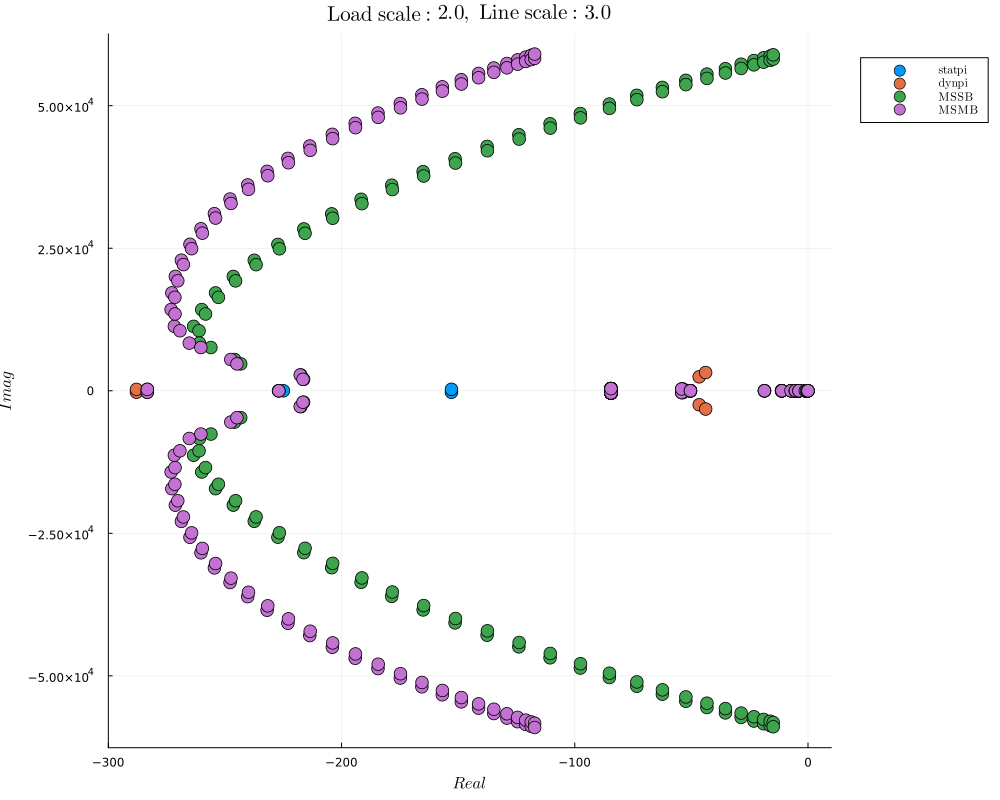 Load scale : 2.0, Line scale : 3.0
statpi
dynpi
MSSB
MSMB
5.00×10⁴
2.50×10⁴
0
−2.50×10⁴
−5.00×10⁴
Imag
−300
−200
−100
0
Real